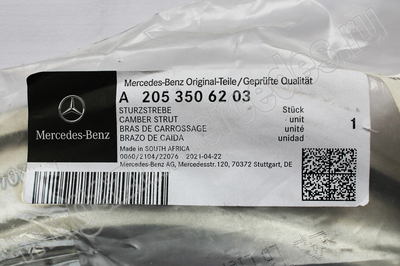 Mercedes-Benz Original-Teile/Geprüfte Qualität
A 205 350 62 03
STURZSTREBE Stück
CAMBER STRUT unit
BRAS DE CARROSSAGE unité
BRAZO DE CAIDA unidad
1
Made in SOUTH AFRICA
0060/2104/22076 2021-04-22
Mercedes-Benz AG, Mercedesstr.120, 70372 Stuttgart, DE
Mercedes-Benz